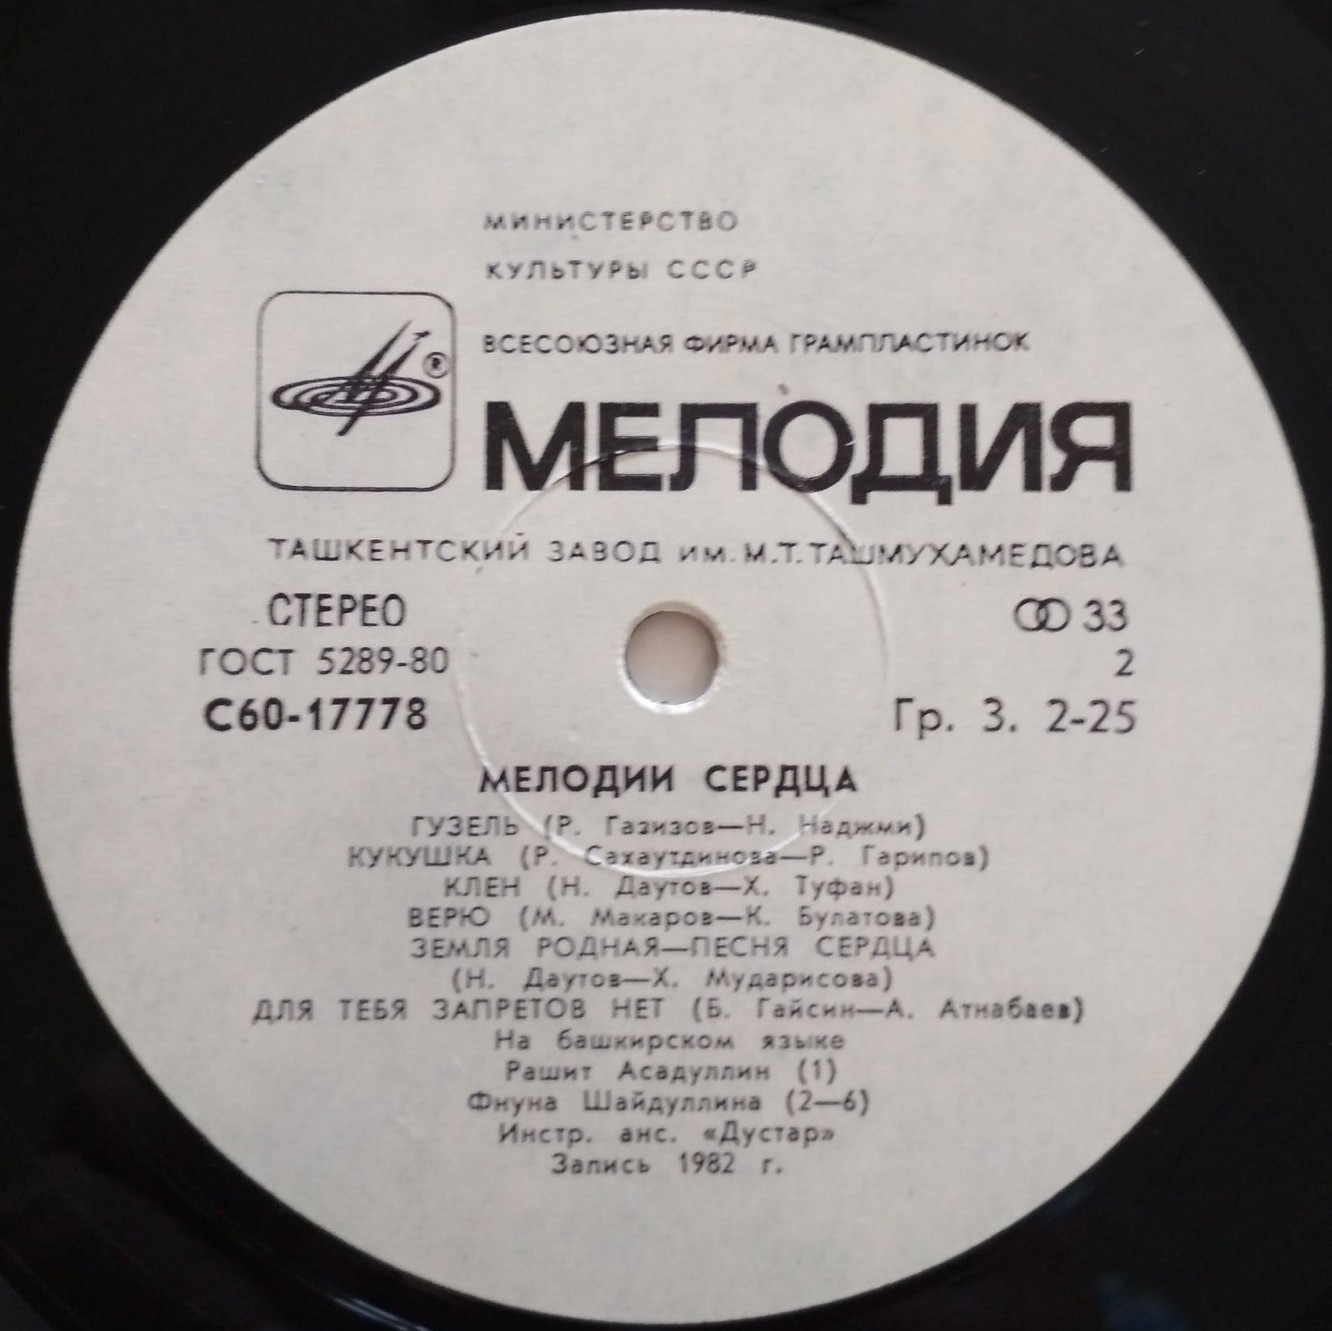 МИНИСТЕРСТВО
КУЛЬТУРЫ СССР
ВСЕСОЮЗНАЯ ФИРМА ГРАМПЛАСТИНОК
®
МЕЛОДИЯ
ТАШКЕНТСКИЙ ЗАВОД им. М.Т.ТАШМУХАМЕДОВА
СТЕРЕО 33
ГОСТ 5289-80 2
С60-17778 Гр. 3. 2-25
МЕЛОДИИ СЕРДЦА
ГУЗЕЛЬ (Р. Газизов—Н. Наджми)
КУКУШКА (Р. Сахаутдинова—Р. Гарипов)
КЛЕН (Н. Даутов—Х. Туфан)
ВЕРЮ (М. Макаров—К. Булатова)
ЗЕМЛЯ РОДНАЯ—ПЕСНЯ СЕРДЦА
(Н. Даутов—Х. Мударисова)
ДЛЯ ТЕБЯ ЗАПРЕТОВ НЕТ (Б. Гайсин—А. Атнабаев)
На башкирском языке
Рашит Асадуллин (1)
Фнуна Шайдуллина (2—6)
Инстр. анс. «Дустар»
Запись 1982 г.